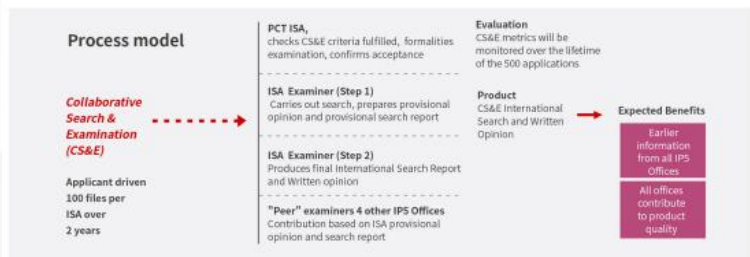 Process model
Collaborative
Search &
Examination
(CS&E)
Applicant driven
100 files per
ISA over
2 years
PCT ISA,
checks CS&E criteria fulfilled, formalities
examination, confirms acceptance
ISA Examiner (Step 1)
Carries out search, prepares provisional
opinion and provisional search report
ISA Examiner (Step 2)
Produces final International Search Report
and Written opinion
"Peer" examiners 4 other IP5 Offices
Contribution based on ISA provisional
opinion and search report
Evaluation
CS&E metrics will be
monitored over the lifetime
of the 500 applications
Product
CS&E International
Search and Written
Opinion
Expected Benefits
Earlier
information
from all IP5
Offices
All offices
contribute
to product
quality